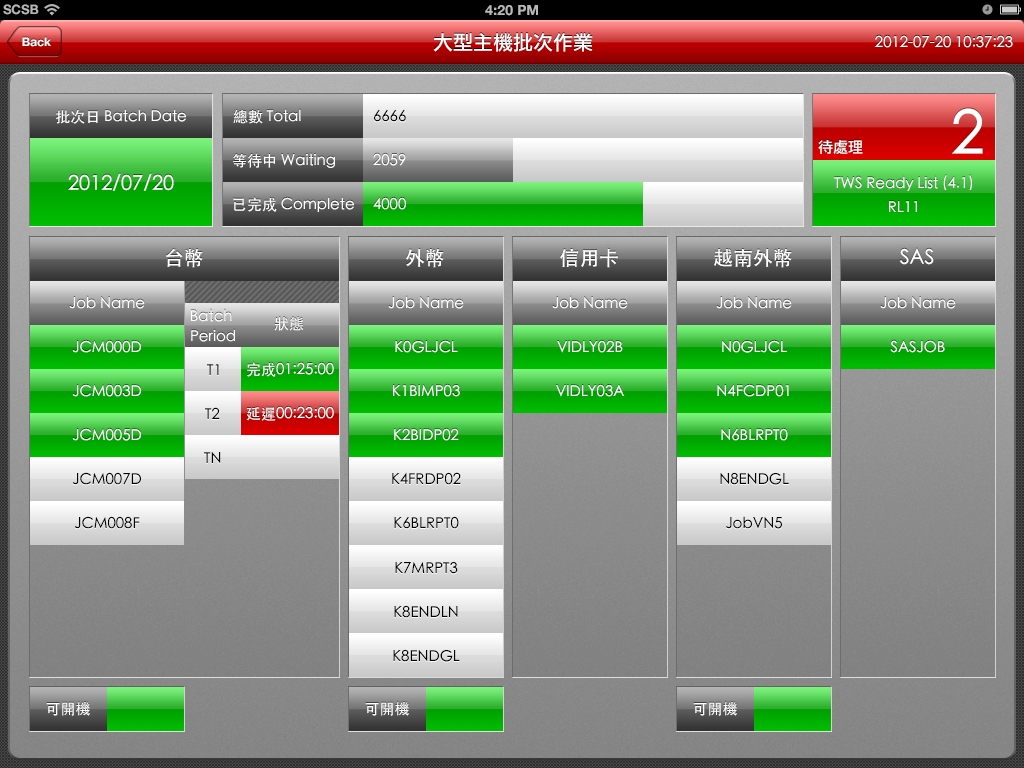 SCSB
4:20 PM
Back
大型主機批次作業
2012-07-20 10:37:23
批次日 Batch Date
2012/07/20
總數 Total
6666
等待中 Waiting
2059
已完成 Complete
4000
2
待處理
TWS Ready List (4.1)
RL11
台幣
Job Name
JCM000D
JCM003D
JCM005D
JCM007D
JCM008F
Batch
Period
狀態
T1
完成01:25:00
T2
延遲00:23:00
TN
可開機
外幣
Job Name
K0GLJCL
K1BIMP03
K2BIDP02
K4FRDP02
K6BLRPT0
K7MRPT3
K8ENDLN
K8ENDGL
可開機
信用卡
Job Name
VIDLY02B
VIDLY03A
越南外幣
Job Name
N0GLJCL
N4FCDP01
N6BLRPT0
N8ENDGL
JobVN5
可開機
SAS
Job Name
SASJOB